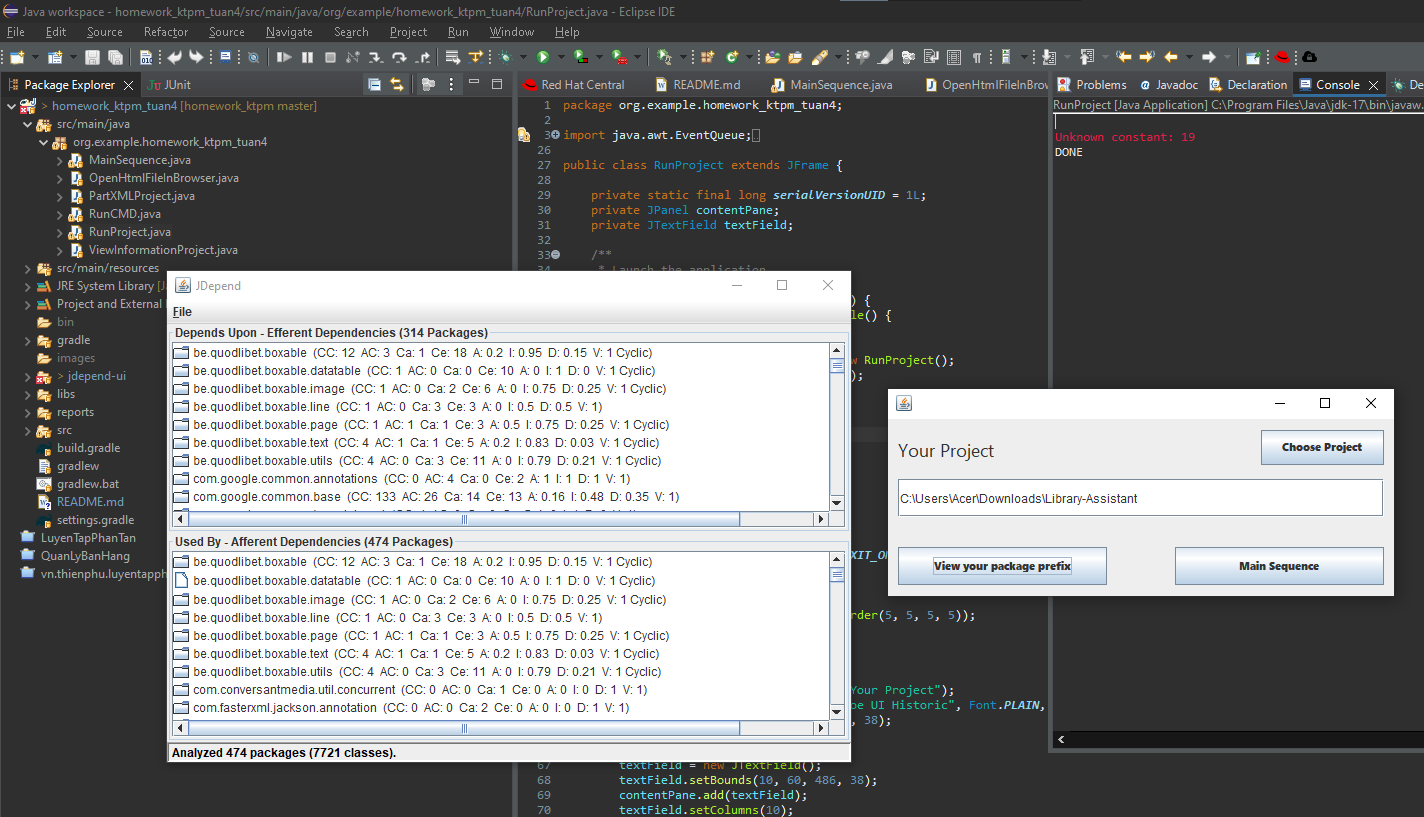 Java workspace - homework_ktpm_tuan4/src/main/java/org/example/homework_ktpm_tuan4/RunProject.java - Eclipse IDE
File Edit Source Refactor Source Navigate Search Project Run Window Help
Package Explorer JUnit
> homework_ktpm_tuan4 [homework_ktpm master]
src/main/java
org.example.homework_ktpm_tuan4
MainSequence.java
OpenHtmlFileInBrowser.java
PartXMLProject.java
RunCMD.java
RunProject.java
ViewInformationProject.java
src/main/resources
JRE System Library
Project and External
bin
gradle
images
> jdepend-ui
libs
reports
src
build.gradle
gradlew
gradlew.bat
README.md
settings.gradle
LuyenTapPhanTan
QuanLyBanHang
vn.thienphu.luyentapph
Red Hat Central README.md MainSequence.java OpenHtmlFileInBrow
1 package org.example.homework_ktpm_tuan4;
2
3 import java.awt.EventQueue;
26
27 public class RunProject extends JFrame {
28
29 private static final long serialVersionUID = 1L;
30 private JPanel contentPane;
31 private JTextField textField;
32
33 /**
34 * Launch the application
) {
le() {
w RunProject();
);
XIT_ON
rder(5, 5, 5, 5));
Your Project");
oe UI Historic", Font.PLAIN,
, 38);
67 textField = new JTextField();
68 textField.setBounds(10, 60, 486, 38);
69 contentPane.add(textField);
70 textField.setColumns(10);
Problems Javadoc Declaration Console De
RunProject [Java Application] C:\Program Files\Java\jdk-17\bin\javaw.
Unknown constant: 19
DONE
JDepend
File
Depends Upon - Efferent Dependencies (314 Packages)
be.quodlibet.boxable (CC: 12 AC: 3 Ca: 1 Ce: 18 A: 0.2 I: 0.95 D: 0.15 V: 1 Cyclic)
be.quodlibet.boxable.datatable (CC: 1 AC: 0 Ca: 0 Ce: 10 A: 0 I: 1 D: 0 V: 1 Cyclic)
be.quodlibet.boxable.image (CC: 1 AC: 0 Ca: 2 Ce: 6 A: 0 I: 0.75 D: 0.25 V: 1 Cyclic)
be.quodlibet.boxable.line (CC: 1 AC: 0 Ca: 3 Ce: 3 A: 0 I: 0.5 D: 0.5 V: 1)
be.quodlibet.boxable.page (CC: 1 AC: 1 Ca: 1 Ce: 3 A: 0.5 I: 0.75 D: 0.25 V: 1 Cyclic)
be.quodlibet.boxable.text (CC: 4 AC: 1 Ca: 1 Ce: 5 A: 0.2 I: 0.83 D: 0.03 V: 1 Cyclic)
be.quodlibet.boxable.utils (CC: 4 AC: 0 Ca: 3 Ce: 11 A: 0 I: 0.79 D: 0.21 V: 1 Cyclic)
com.google.common.annotations (CC: 0 AC: 4 Ca: 0 Ce: 2 A: 1 I: 1 D: 1 V: 1)
com.google.common.base (CC: 133 AC: 26 Ca: 14 Ce: 13 A: 0.16 I: 0.48 D: 0.35 V: 1)
Used By - Afferent Dependencies (474 Packages)
be.quodlibet.boxable (CC: 12 AC: 3 Ca: 1 Ce: 18 A: 0.2 I: 0.95 D: 0.15 V: 1 Cyclic)
be.quodlibet.boxable.datatable (CC: 1 AC: 0 Ca: 0 Ce: 10 A: 0 I: 1 D: 0 V: 1 Cyclic)
be.quodlibet.boxable.image (CC: 1 AC: 0 Ca: 2 Ce: 6 A: 0 I: 0.75 D: 0.25 V: 1 Cyclic)
be.quodlibet.boxable.line (CC: 1 AC: 0 Ca: 3 Ce: 3 A: 0 I: 0.5 D: 0.5 V: 1)
be.quodlibet.boxable.page (CC: 1 AC: 1 Ca: 1 Ce: 3 A: 0.5 I: 0.75 D: 0.25 V: 1 Cyclic)
be.quodlibet.boxable.text (CC: 4 AC: 1 Ca: 1 Ce: 5 A: 0.2 I: 0.83 D: 0.03 V: 1 Cyclic)
be.quodlibet.boxable.utils (CC: 4 AC: 0 Ca: 3 Ce: 11 A: 0 I: 0.79 D: 0.21 V: 1 Cyclic)
com.conversantmedia.util.concurrent (CC: 0 AC: 0 Ca: 1 Ce: 0 A: 0 I: 0 D: 1 V: 1)
com.fasterxml.jackson.annotation (CC: 0 AC: 0 Ca: 2 Ce: 0 A: 0 I: 0 D: 1 V: 1)
Analyzed 474 packages (7721 classes).
Your Project
Choose Project
C:\Users\Acer\Downloads\Library-Assistant
View your package prefix
Main Sequence